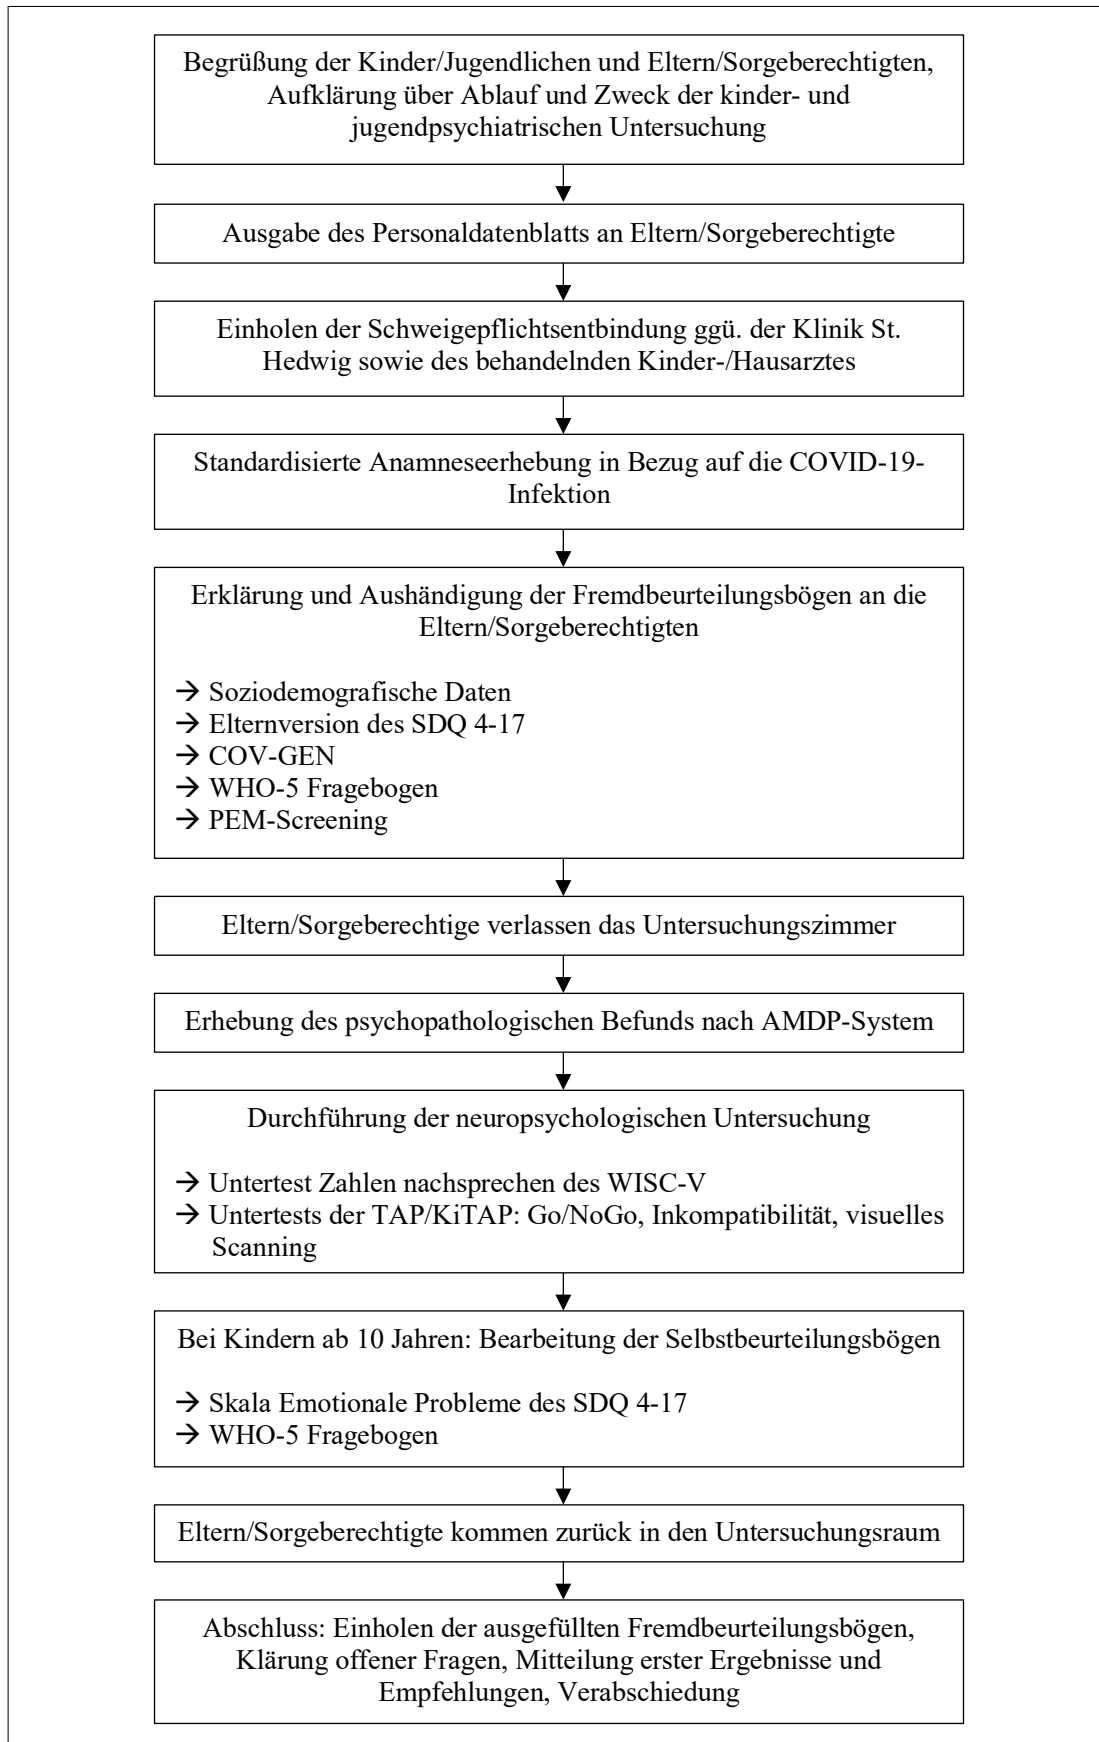 Begrüßung der Kinder/Jugendlichen und Eltern/Sorgeberechtigten,
Aufklärung über Ablauf und Zweck der kinder- und
jugendpsychiatrischen Untersuchung
Ausgabe des Personaldatenblatts an Eltern/Sorgeberechtigte
Einholen der Schweigepflichtsentbindung ggü. der Klinik St.
Hedwig sowie des behandelnden Kinder-/Hausarztes
Standardisierte Anamneseerhebung in Bezug auf die COVID-19-
Infektion
Erklärung und Aushändigung der Fremdbeurteilungsbögen an die
Eltern/Sorgeberechtigten
→ Soziodemografische Daten
→ Elternversion des SDQ 4-17
→ COV-GEN
→ WHO-5 Fragebogen
→ PEM-Screening
Eltern/Sorgeberechtige verlassen das Untersuchungszimmer
Erhebung des psychopathologischen Befunds nach AMDP-System
Durchführung der neuropsychologischen Untersuchung
→ Untertest Zahlen nachsprechen des WISC-V
→ Untertests der TAP/KiTAP: Go/NoGo, Inkompatibilität, visuelles
Scanning
Bei Kindern ab 10 Jahren: Bearbeitung der Selbstbeurteilungsbögen
→ Skala Emotionale Probleme des SDQ 4-17
→ WHO-5 Fragebogen
Eltern/Sorgeberechtigte kommen zurück in den Untersuchungsraum
Abschluss: Einholen der ausgefüllten Fremdbeurteilungsbögen,
Klärung offener Fragen, Mitteilung erster Ergebnisse und
Empfehlungen, Verabschiedung